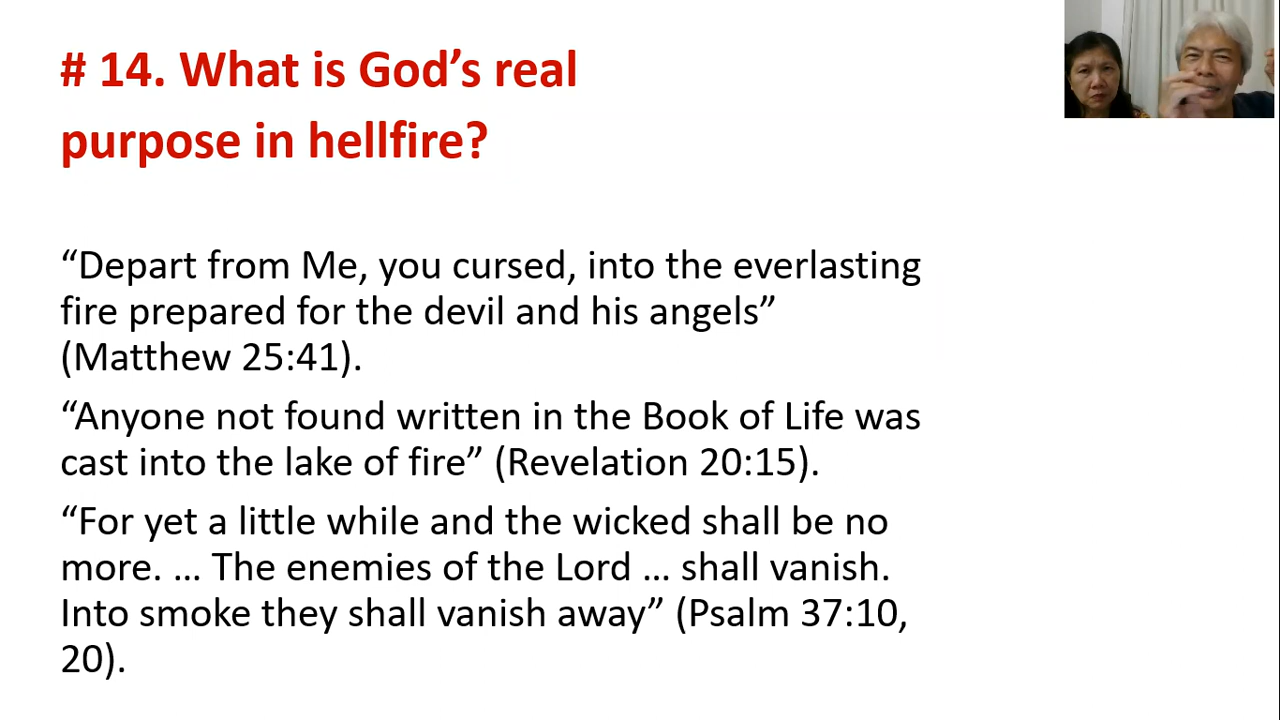 # 14. What is God’s real
purpose in hellfire?
“Depart from Me, you cursed, into the everlasting
fire prepared for the devil and his angels”
(Matthew 25:41).
“Anyone not found written in the Book of Life was
cast into the lake of fire” (Revelation 20:15).
“For yet a little while and the wicked shall be no
more. … The enemies of the Lord … shall vanish.
Into smoke they shall vanish away” (Psalm 37:10,
20).